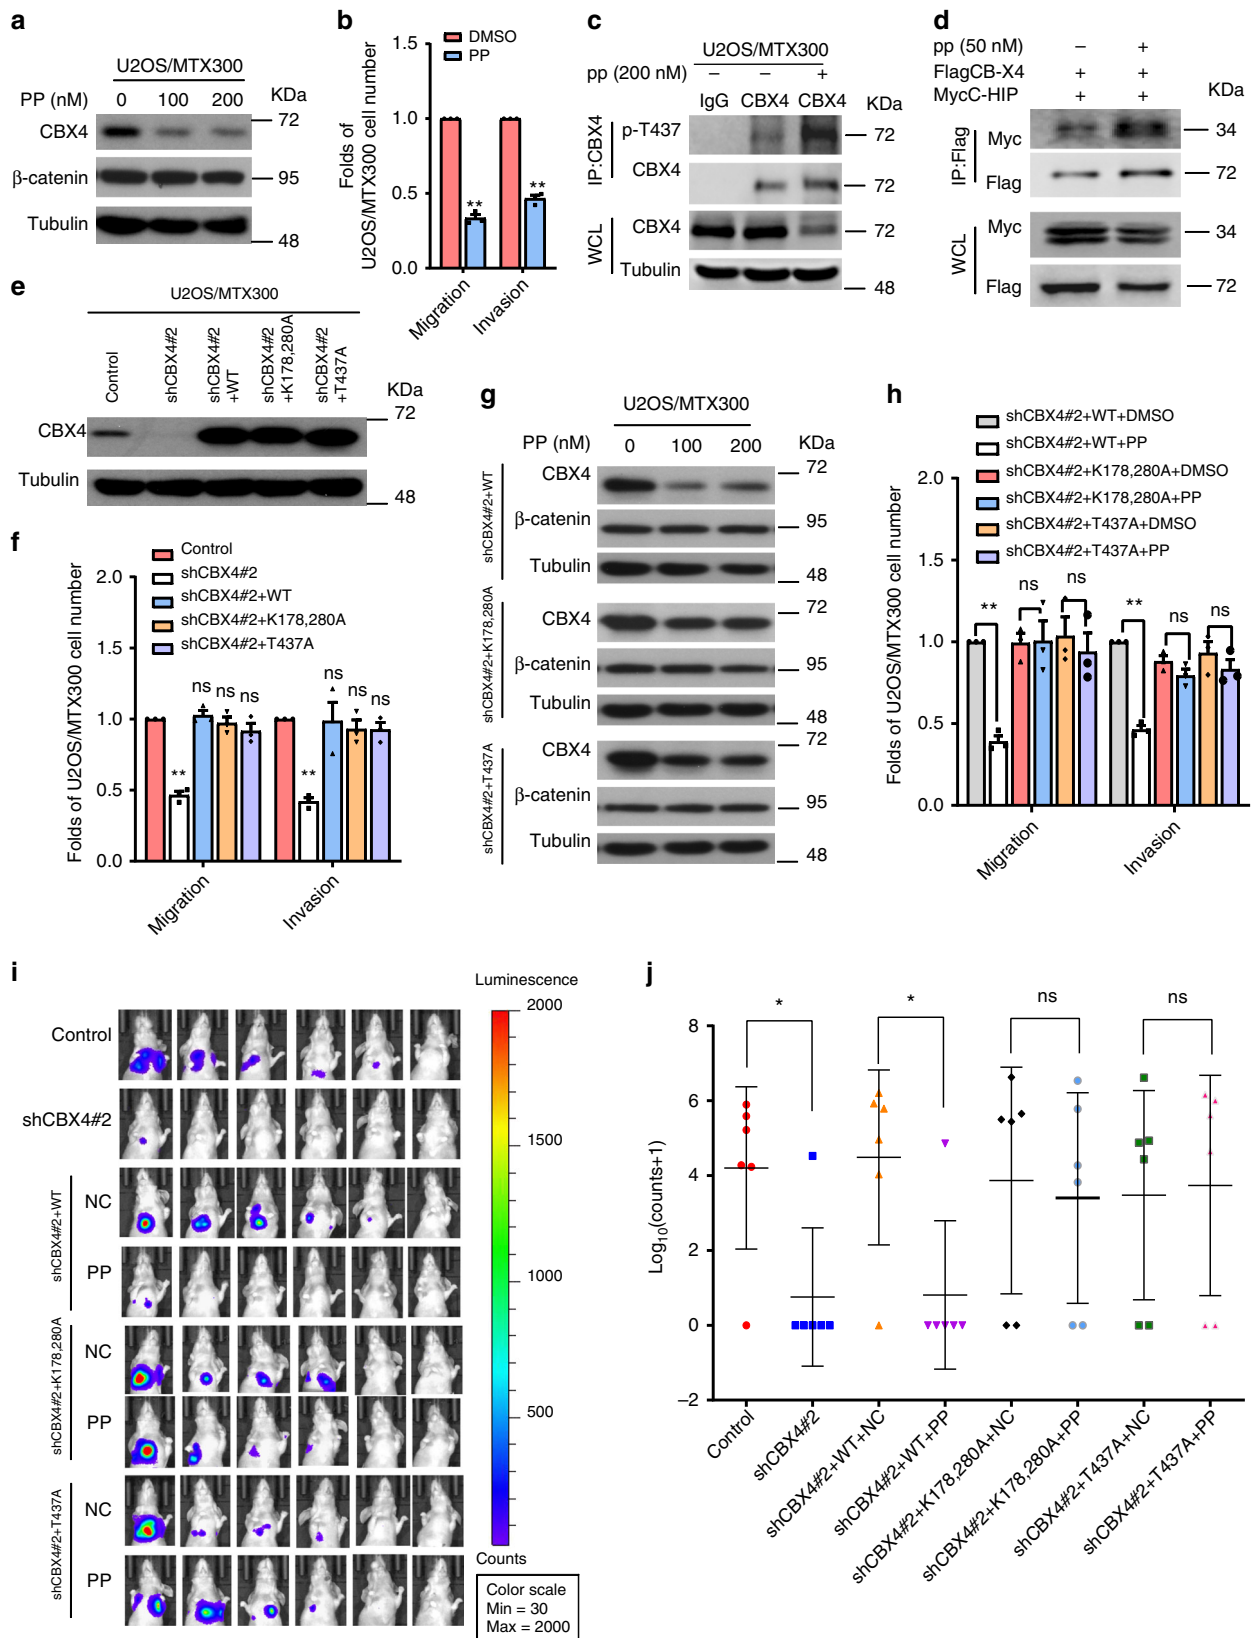 a
U2OS/MTX300
PP (nM) 0 100 200 KDa
CBX4 72
β-catenin 95
Tubulin 48
b
DMSO
PP
Folds of
U2OS/MTX300 cell number
1.5
1.0
0.5
0.0
** **
Migration Invasion
c
U2OS/MTX300
pp (200 nM) – – +
IgG CBX4 CBX4 KDa
IP:CBX4
p-T437 72
CBX4 72
WCL
CBX4 72
Tubulin 48
d
pp (50 nM) – +
FlagCB-X4 + +
MycC-HIP + +
KDa
IP:Flag
Myc 34
Flag 72
WCL
Myc 34
Flag 72
e
U2OS/MTX300
Control
shCBX4#2
shCBX4#2
+WT
shCBX4#2
+K178,280A
shCBX4#2
+T437A
KDa
CBX4 72
Tubulin 48
f
Control
shCBX4#2
shCBX4#2+WT
shCBX4#2+K178,280A
shCBX4#2+T437A
Folds of U2OS/MTX300 cell number
2.0
1.5
1.0
0.5
0.0
** ns ns ns ** ns ns ns
Migration Invasion
g
U2OS/MTX300
PP (nM) 0 100 200 KDa
shCBX4#2+WT
CBX4 72
β-catenin 95
Tubulin 48
shCBX4#2+K178,280A
CBX4 72
β-catenin 95
Tubulin 48
shCBX4#2+T437A
CBX4 72
β-catenin 95
Tubulin 48
h
shCBX4#2+WT+DMSO
shCBX4#2+WT+PP
shCBX4#2+K178,280A+DMSO
shCBX4#2+K178,280A+PP
shCBX4#2+T437A+DMSO
shCBX4#2+T437A+PP
Folds of U2OS/MTX300 cell number
2.0
1.5
1.0
0.5
0.0
** ns ns ** ns ns
Migration Invasion
i
Luminescence
2000
1500
1000
500
Counts
Color scale
Min = 30
Max = 2000
Control
shCBX4#2
shCBX4#2+WT
NC
PP
shCBX4#2+K178,280A
NC
PP
shCBX4#2+T437A
NC
PP
j
* * ns ns
Log10(counts+1)
8
6
4
2
0
–2
Control
shCBX4#2
shCBX4#2+WT+NC
shCBX4#2+WT+PP
shCBX4#2+K178,280A+NC
shCBX4#2+K178,280A+PP
shCBX4#2+T437A+NC
shCBX4#2+T437A+PP